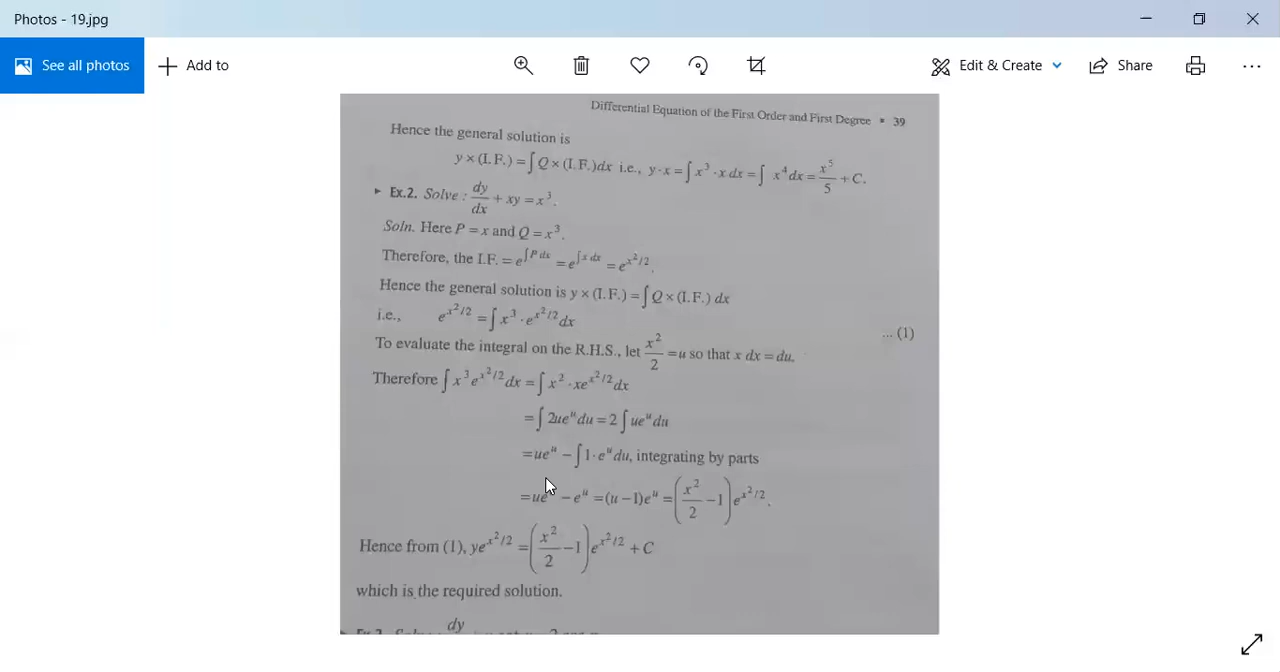 Photos - 19.jpg
See all photos
Add to
Edit & Create
Share
Differential Equation of the First Order and First Degree ▪ 39
Hence the general solution is
y × (I. F.) = ∫ Q × (I. F.)dx i.e., y · x = ∫ x³ · x dx = ∫ x⁴ dx = x⁵/5 + C.
▸ Ex.2. Solve : dy/dx + xy = x³.
Soln. Here P = x and Q = x³.
Therefore, the I.F. = e^(∫P dx) = e^(∫x dx) = e^(x²/2).
Hence the general solution is y × (I.F.) = ∫ Q × (I.F.) dx
i.e., e^(x²/2) = ∫ x³ · e^(x²/2) dx ... (1)
To evaluate the integral on the R.H.S., let x²/2 = u so that x dx = du.
Therefore ∫ x³ e^(x²/2) dx = ∫ x² · xe^(x²/2) dx
= ∫ 2ue^u du = 2 ∫ ue^u du
= ue^u − ∫ 1 · e^u du, integrating by parts
= ue − e^u = (u − 1)e^u = (x²/2 − 1) e^(x²/2).
Hence from (1), ye^(x²/2) = (x²/2 − 1) e^(x²/2) + C
which is the required solution.
dy